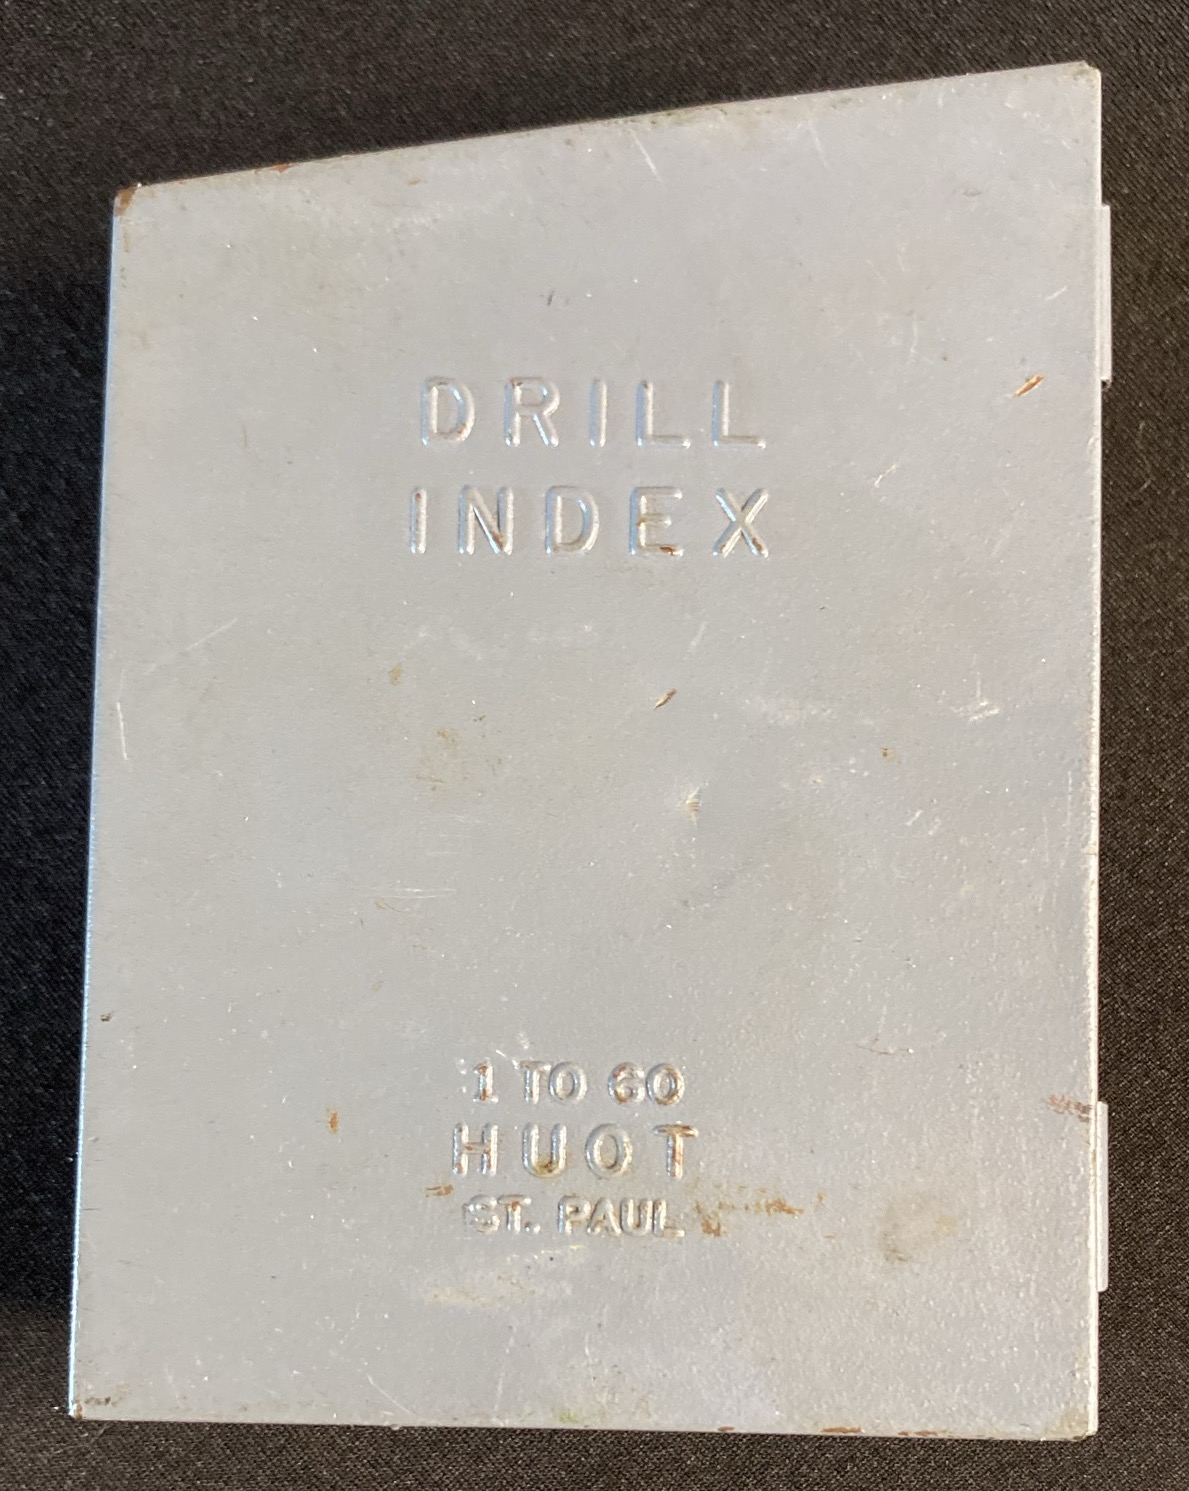 DRILL
INDEX
1 TO 60
HUOT
ST. PAUL